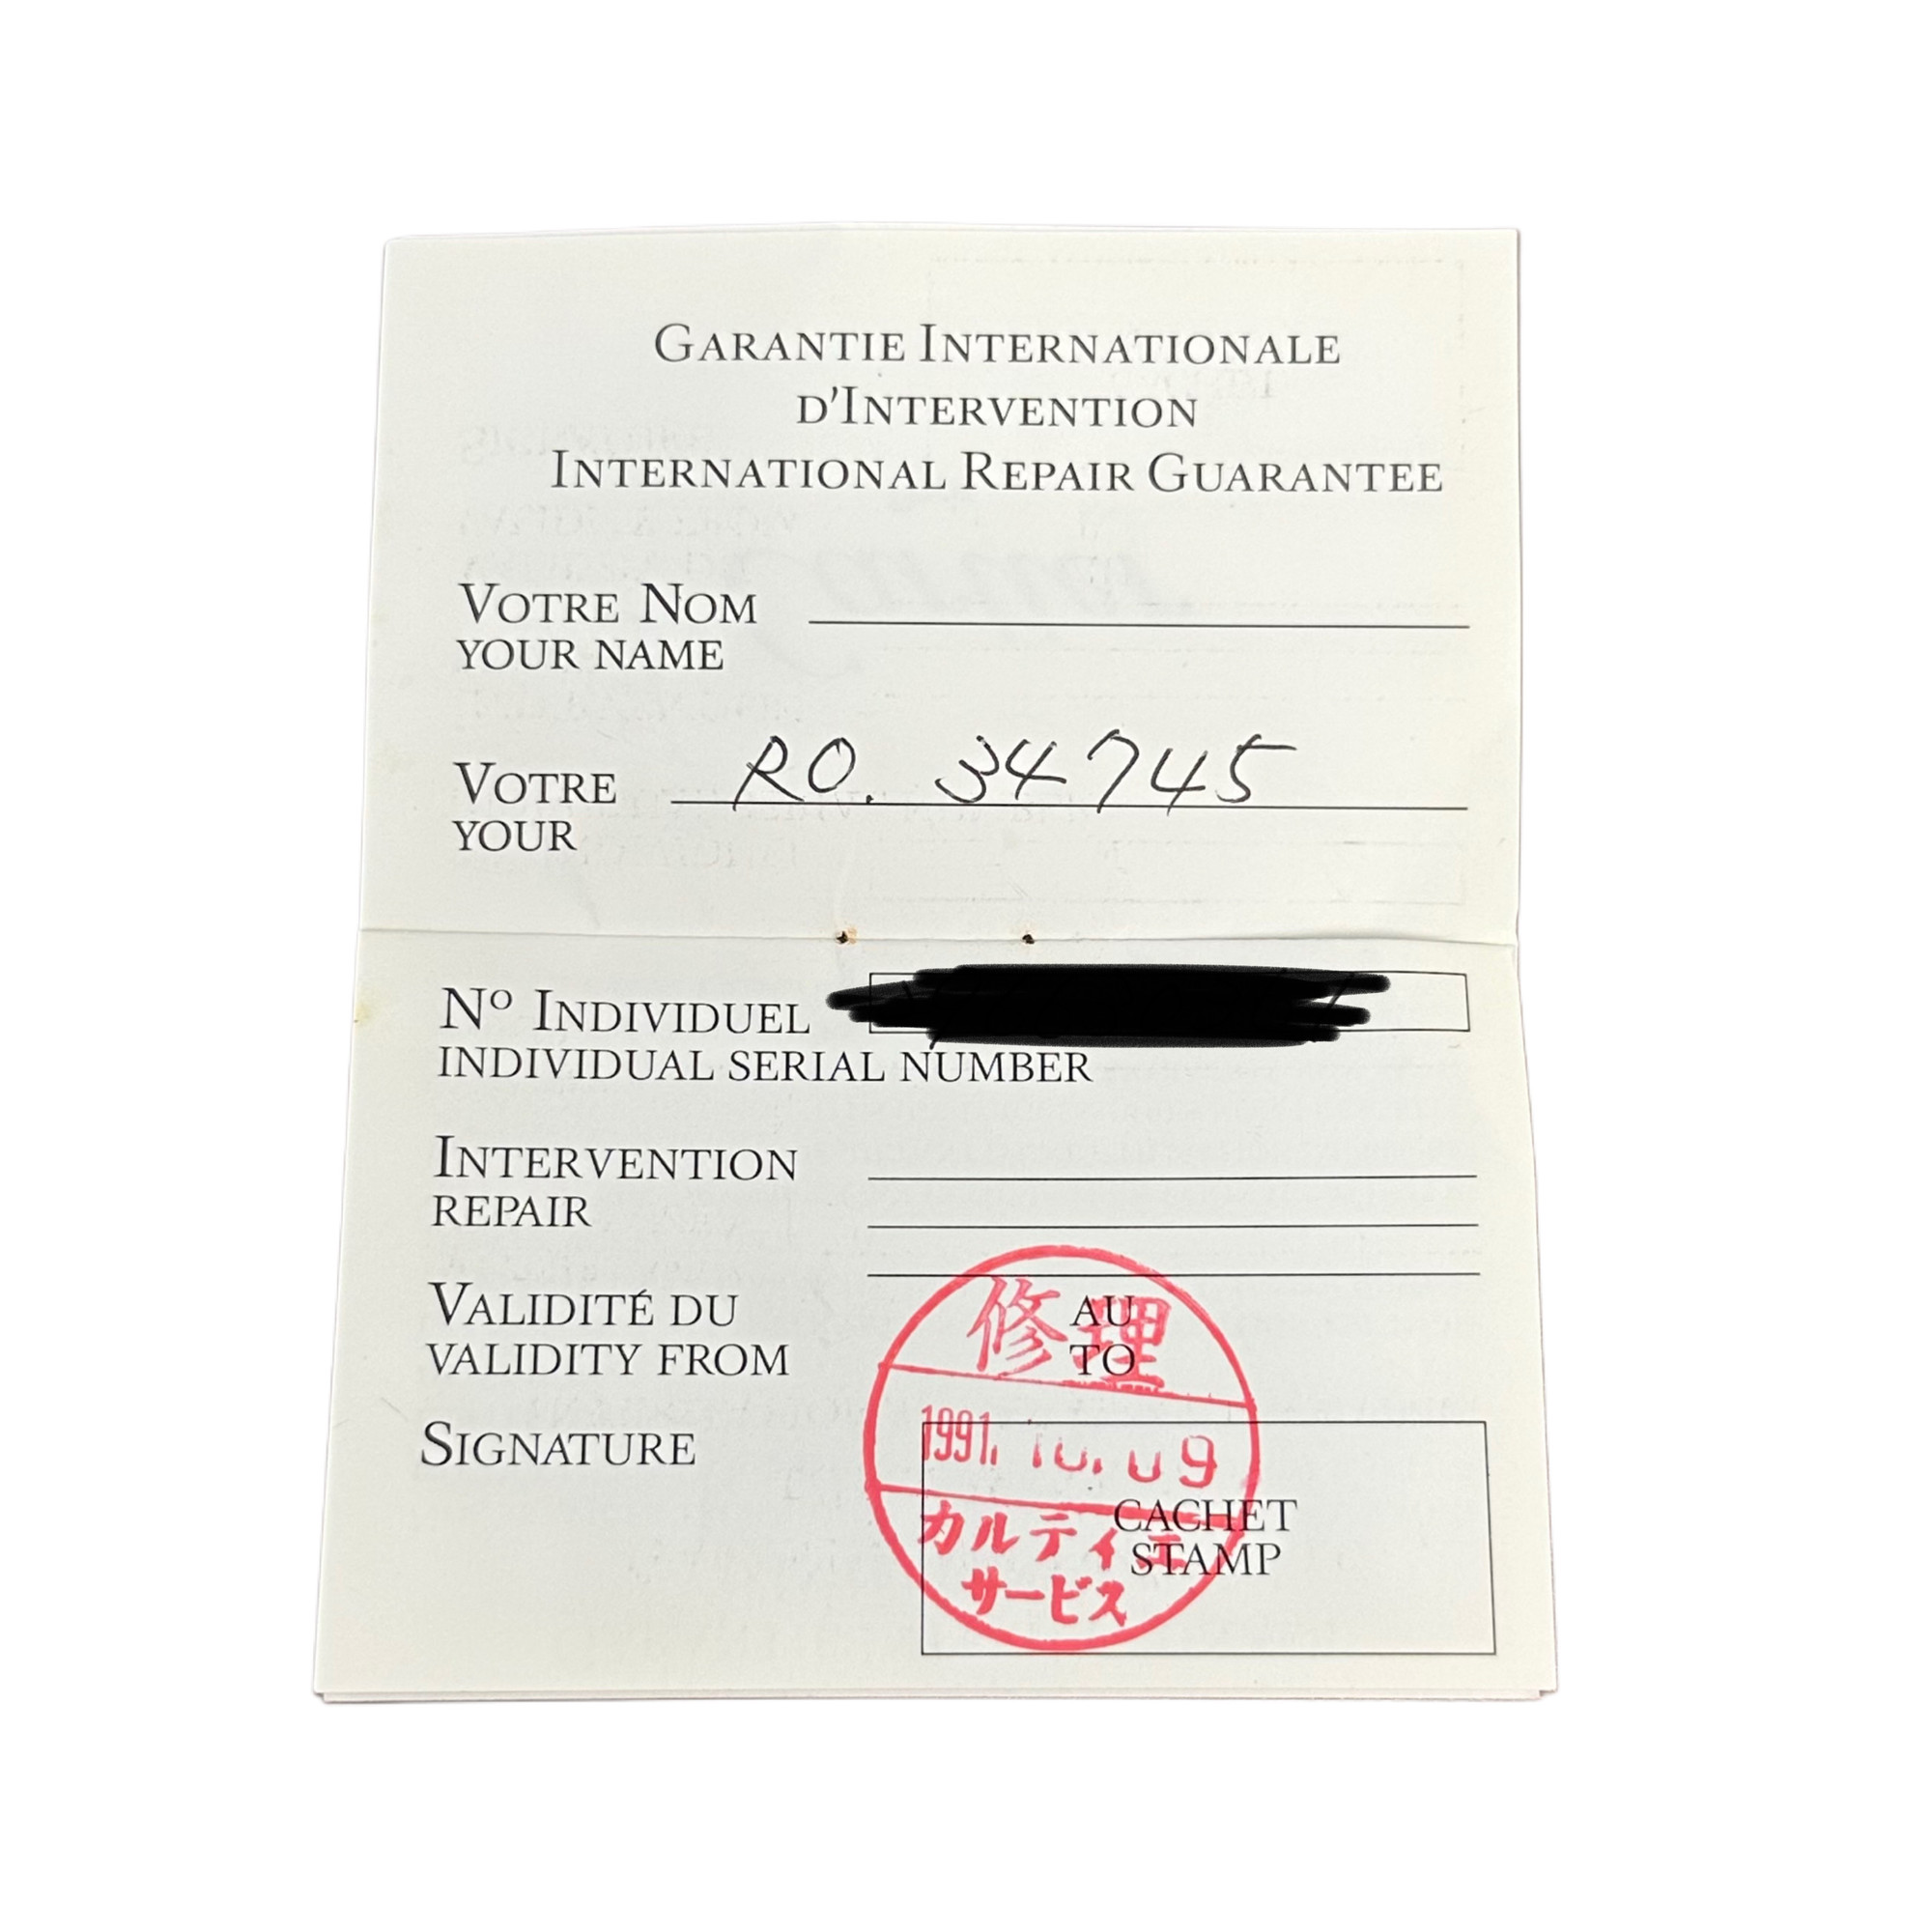 GARANTIE INTERNATIONALE
D'INTERVENTION
INTERNATIONAL REPAIR GUARANTEE
VOTRE NOM
YOUR NAME
VOTRE RO. 34745
YOUR
Nº INDIVIDUEL
INDIVIDUAL SERIAL NUMBER
INTERVENTION
REPAIR
VALIDITÉ DU AU
VALIDITY FROM TO
SIGNATURE
CACHET
STAMP
修理
1991. 10. 09
カルティエ
サービス